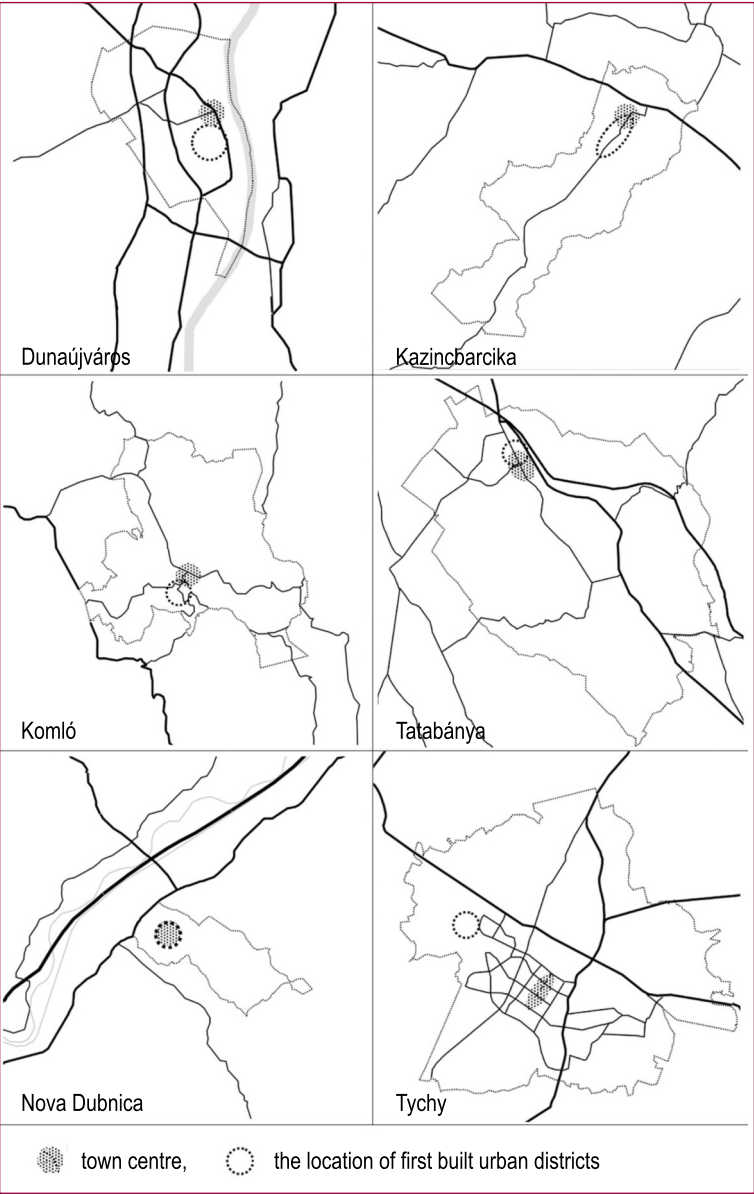 Dunaújváros
Kazincbarcika
Komló
Tatabánya
Nova Dubnica
Tychy
town centre,
the location of first built urban districts